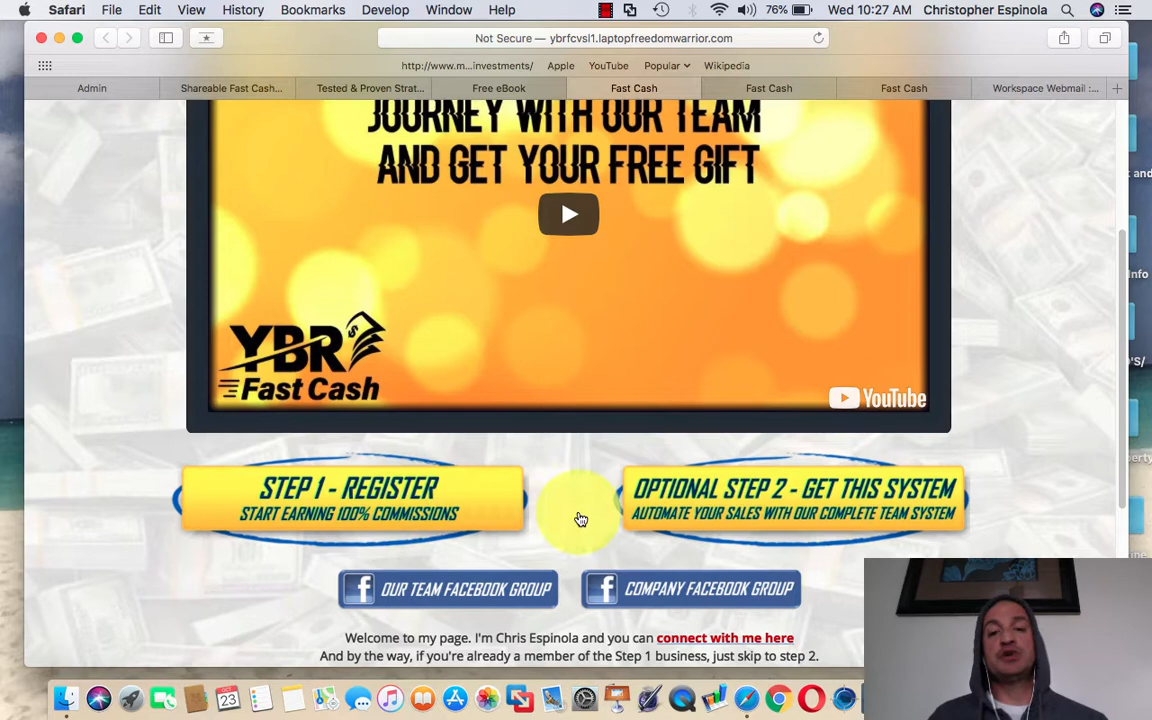 Safari File Edit View History Bookmarks Develop Window Help 76% Wed 10:27 AM Christopher Espinola
Not Secure — ybrfcvsl1.laptopfreedomwarrior.com
http://www.m...investments/ Apple YouTube Popular Wikipedia
Admin Shareable Fast Cash... Tested & Proven Strat... Free eBook Fast Cash Fast Cash Fast Cash Workspace Webmail :...
JOURNEY WITH OUR TEAM
AND GET YOUR FREE GIFT
k and
Info
YBR $
Fast Cash
YouTube
O'S/
perty
STEP 1 - REGISTER
START EARNING 100% COMMISSIONS
OPTIONAL STEP 2 - GET THIS SYSTEM
AUTOMATE YOUR SALES WITH OUR COMPLETE TEAM SYSTEM
f OUR TEAM FACEBOOK GROUP
f COMPANY FACEBOOK GROUP
Welcome to my page. I'm Chris Espinola and you can connect with me here
And by the way, if you're already a member of the Step 1 business, just skip to step 2.
23